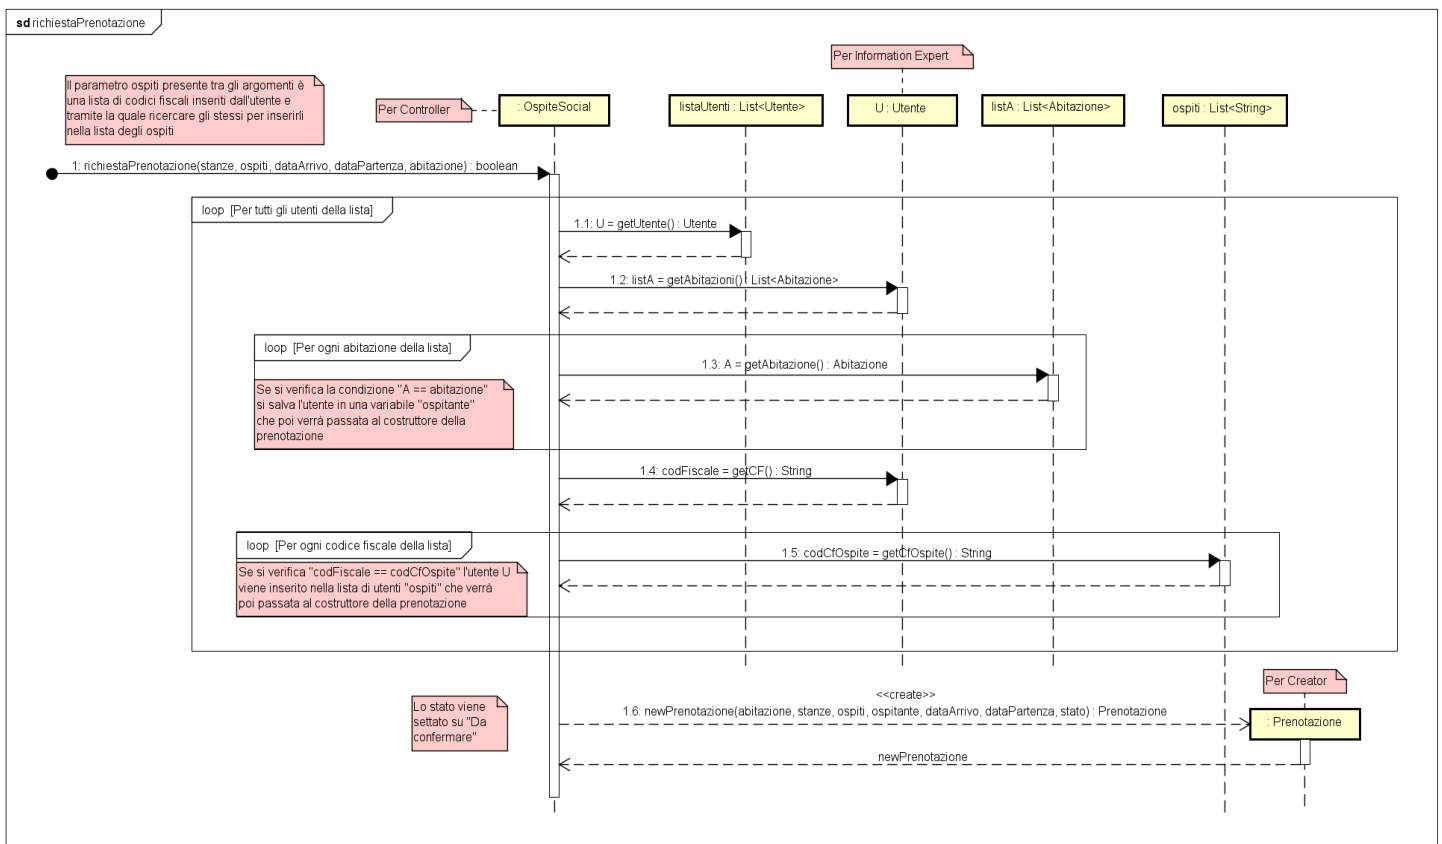 sd richiestaPrenotazione
Per Information Expert
Il parametro ospiti presente tra gli argomenti è
una lista di codici fiscali inseriti dall'utente e
tramite la quale ricercare gli stessi per inserirli
nella lista degli ospiti
Per Controller
: OspiteSocial
listaUtenti : List<Utente>
U : Utente
listA : List<Abitazione>
ospiti : List<String>
1: richiestaPrenotazione(stanze, ospiti, dataArrivo, dataPartenza, abitazione) : boolean
loop [Per tutti gli utenti della lista]
1.1: U = getUtente() : Utente
1.2: listA = getAbitazioni() : List<Abitazione>
loop [Per ogni abitazione della lista]
1.3: A = getAbitazione() : Abitazione
Se si verifica la condizione "A == abitazione"
si salva l'utente in una variabile "ospitante"
che poi verrà passata al costruttore della
prenotazione
1.4: codFiscale = getCF() : String
loop [Per ogni codice fiscale della lista]
1.5: codCfOspite = getCfOspite() : String
Se si verifica "codFiscale == codCfOspite" l'utente U
viene inserito nella lista di utenti "ospiti" che verrà
poi passata al costruttore della prenotazione
Per Creator
Lo stato viene
settato su "Da
confermare"
<<create>>
1.6: newPrenotazione(abitazione, stanze, ospiti, ospitante, dataArrivo, dataPartenza, stato) : Prenotazione
: Prenotazione
newPrenotazione